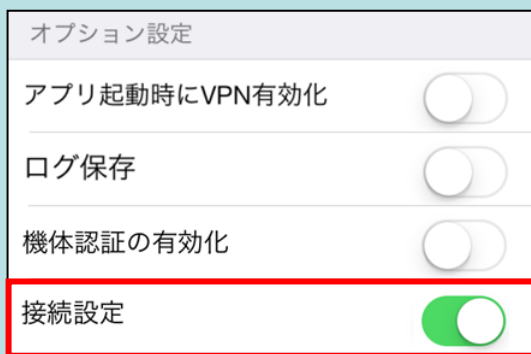 オプション設定
アプリ起動時にVPN有効化
ログ保存
機体認証の有効化
接続設定